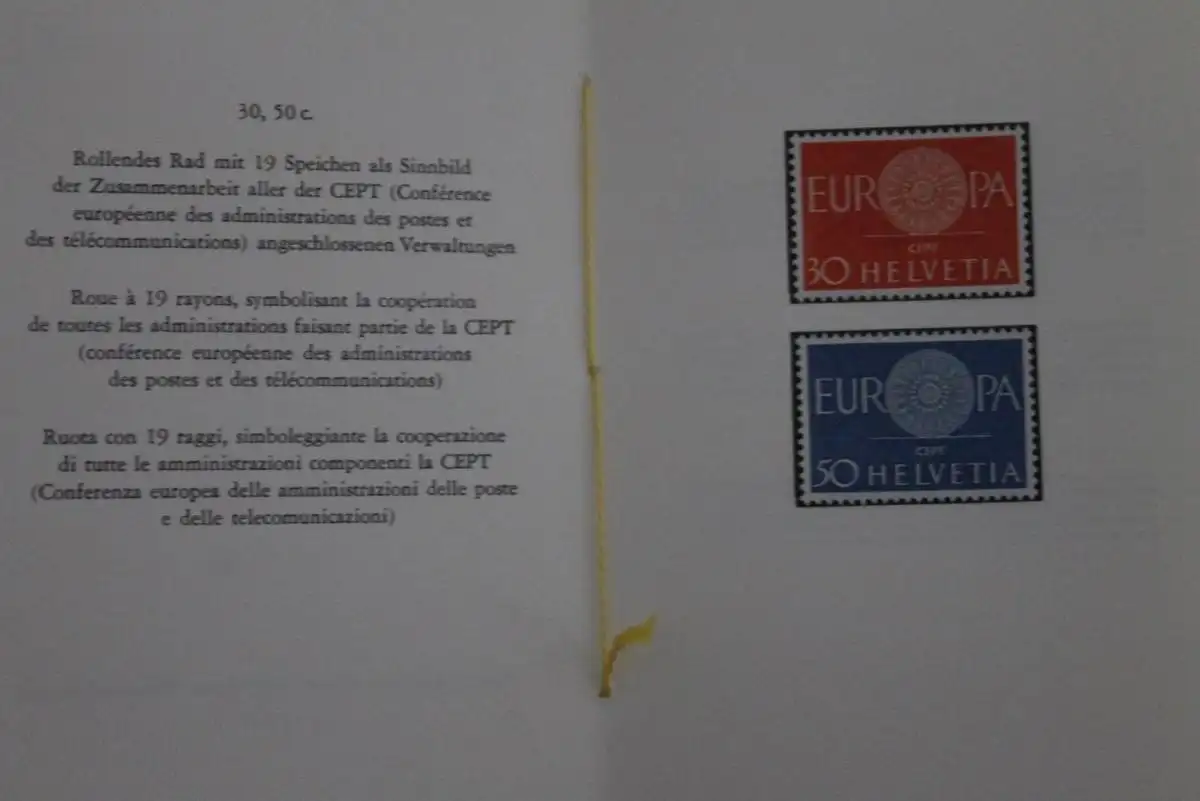 30, 50 c.
Rollendes Rad mit 19 Speichen als Sinnbild
der Zusammenarbeit aller der CEPT (Conférence
européenne des administrations des postes et
des télécommunications) angeschlossenen Verwaltungen
Roue à 19 rayons, symbolisant la coopération
de toutes les administrations faisant partie de la CEPT
(conférence européenne des administrations
des postes et des télécommunications)
Ruota con 19 raggi, simboleggiante la cooperazione
di tutte le amministrazioni componenti la CEPT
(Conferenza europea delle amministrazioni delle poste
e delle telecomunicazioni)
EUROPA
CEPT
30 HELVETIA
EUROPA
CEPT
50 HELVETIA